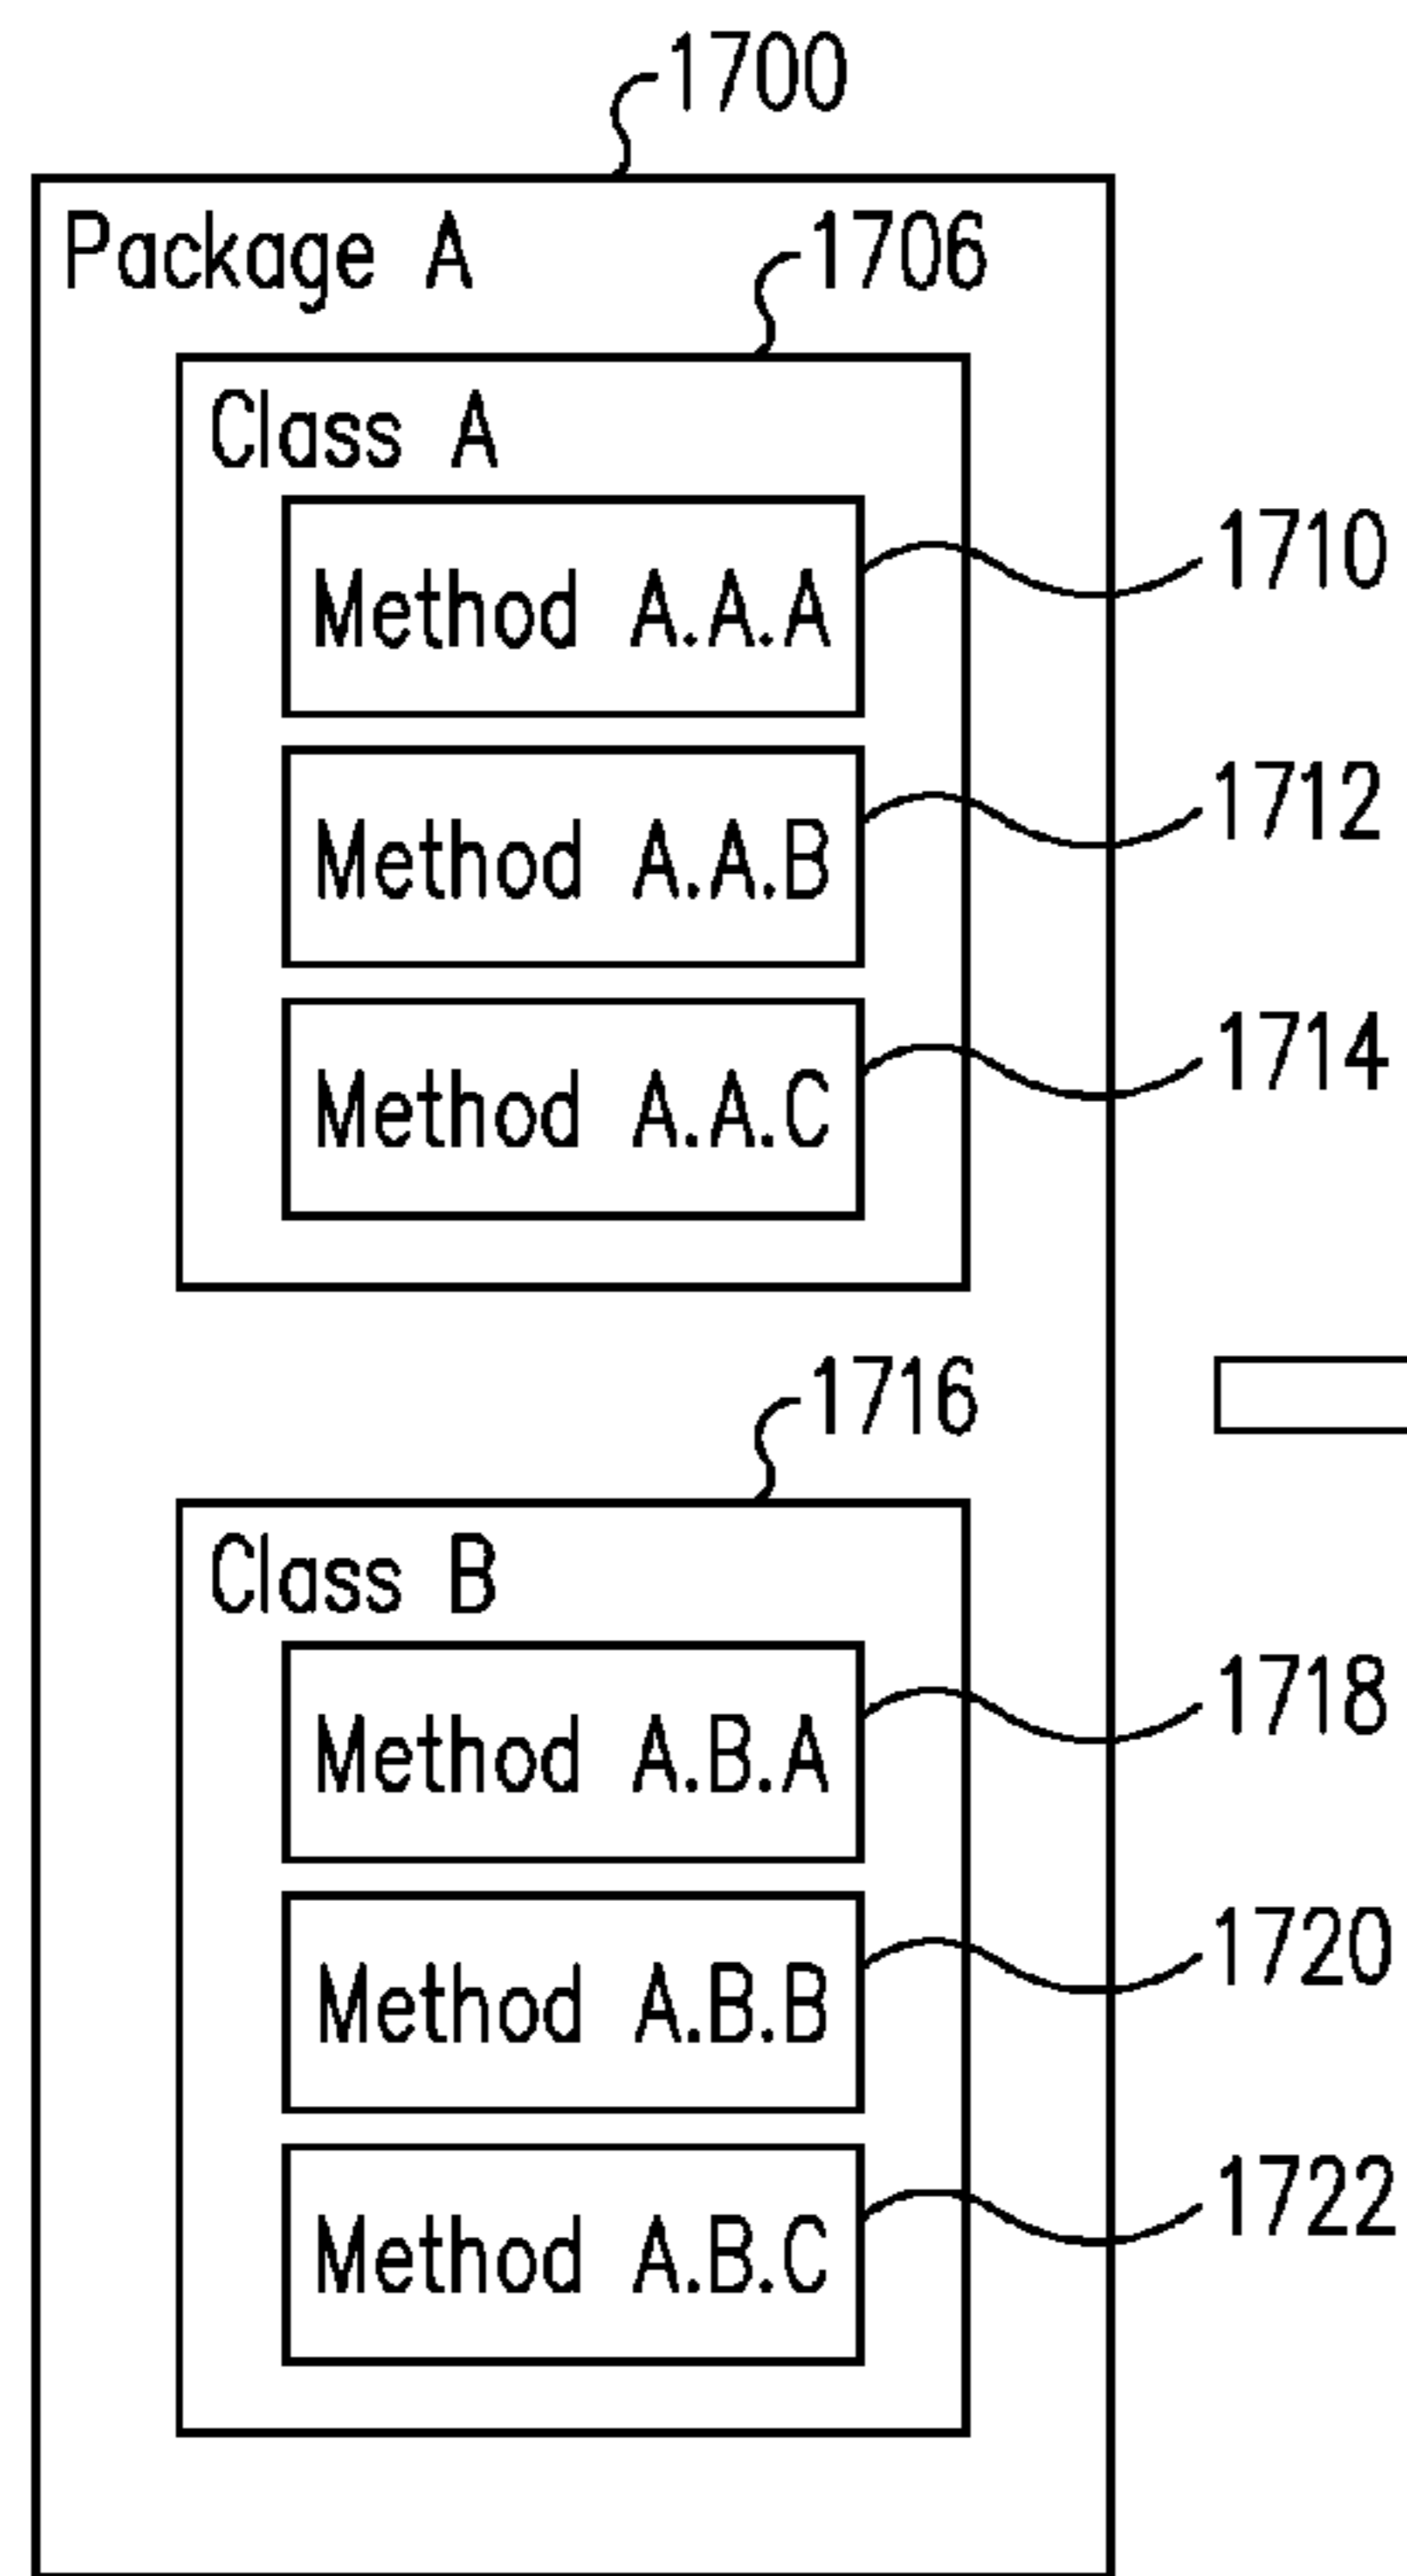 1700
Package A
1706
Class A
Method A.A.A
1710
Method A.A.B
1712
Method A.A.C
1714
1716
Class B
Method A.B.A
1718
Method A.B.B
1720
Method A.B.C
1722